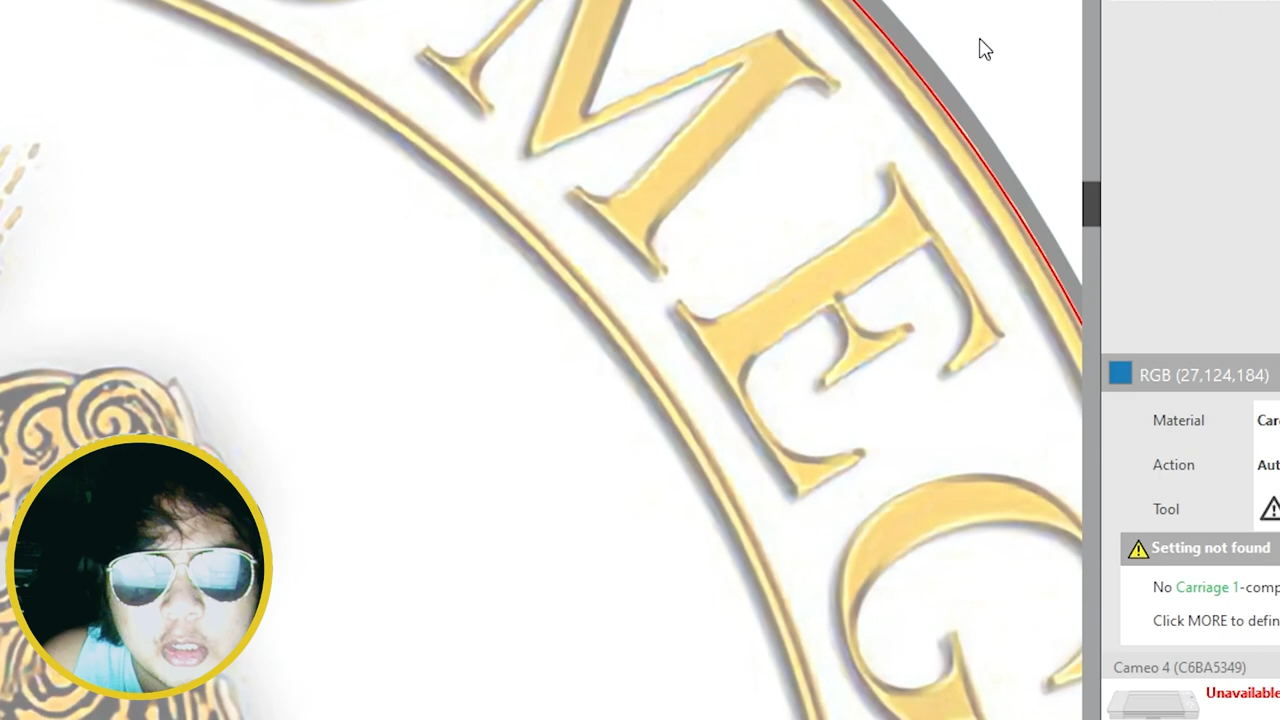 MEG
RGB (27,124,184)
Material
Action
Tool
Setting not found
No Carriage 1-comp
Click MORE to defin
Cameo 4 (C6BA5349)
Unavailable